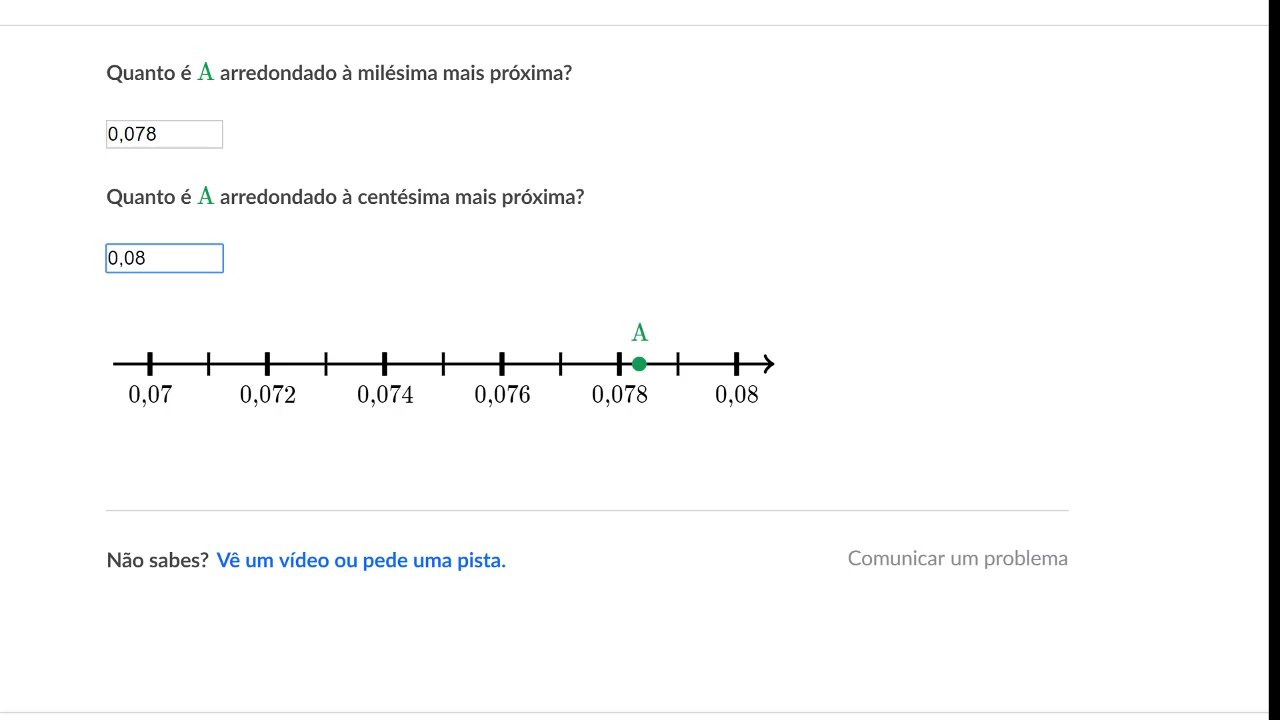 Quanto é A arredondado à milésima mais próxima?
0,078
Quanto é A arredondado à centésima mais próxima?
0,08
A
0,07 0,072 0,074 0,076 0,078 0,08
Não sabes? Vê um vídeo ou pede uma pista. Comunicar um problema